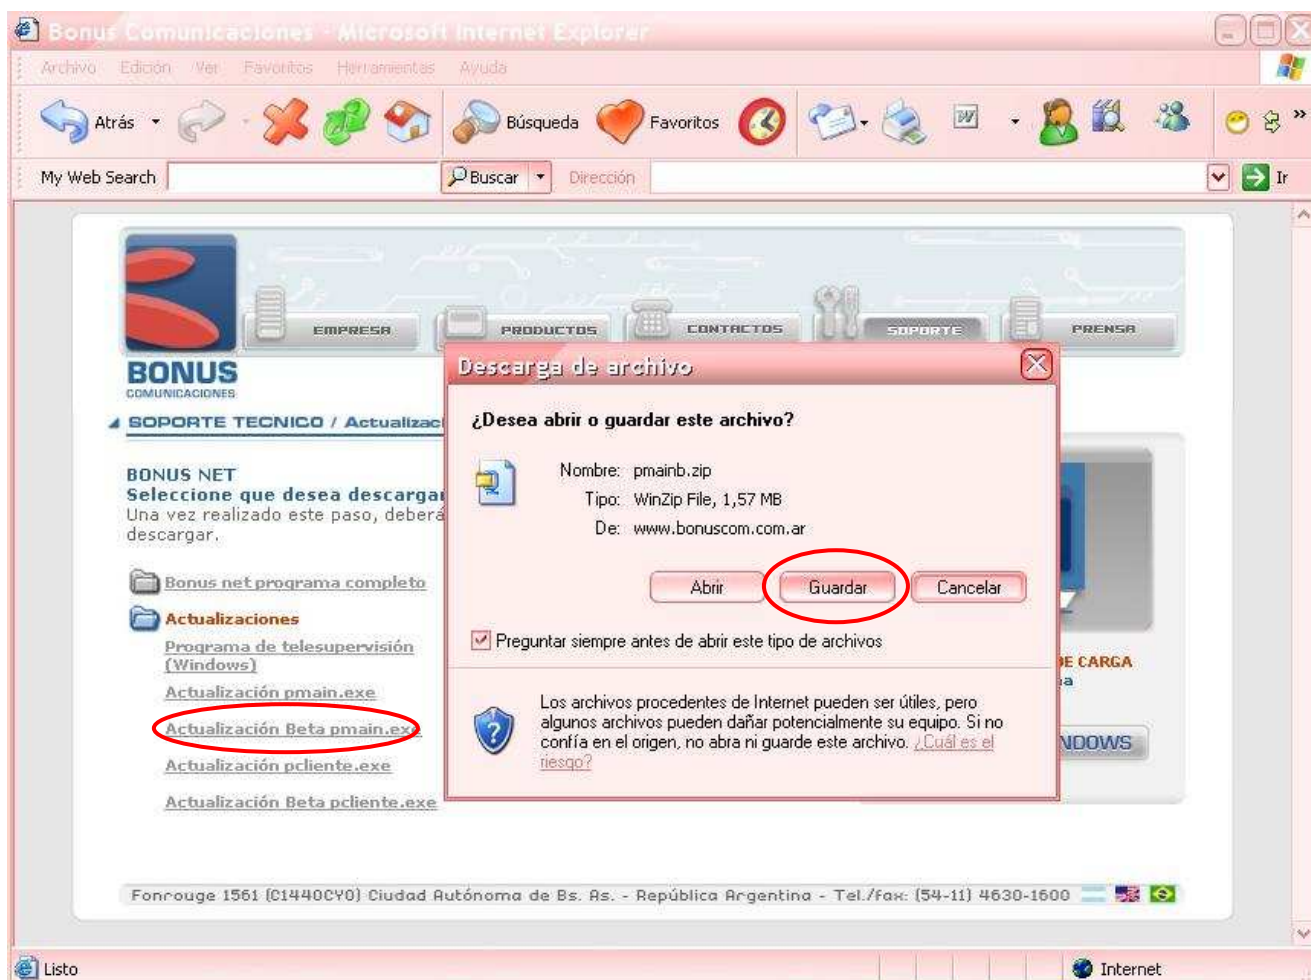 Bonus Comunicaciones - Microsoft Internet Explorer
Archivo Edición Ver Favoritos Herramientas Ayuda
Atrás Búsqueda Favoritos »
My Web Search Buscar Dirección Ir
EMPRESA PRODUCTOS CONTACTOS SOPORTE PRENSA
BONUS
COMUNICACIONES
SOPORTE TECNICO / Actualizac
BONUS NET
Seleccione que desea descargar
Una vez realizado este paso, deberá
descargar.
Bonus net programa completo
Actualizaciones
Programa de telesupervisión
(Windows)
Actualización pmain.exe
Actualización Beta pmain.exe
Actualización pcliente.exe
Actualización Beta pcliente.exe
Descarga de archivo
¿Desea abrir o guardar este archivo?
Nombre: pmainb.zip
Tipo: WinZip File, 1,57 MB
De: www.bonuscom.com.ar
Abrir Guardar Cancelar
Preguntar siempre antes de abrir este tipo de archivos
Los archivos procedentes de Internet pueden ser útiles, pero
algunos archivos pueden dañar potencialmente su equipo. Si no
confía en el origen, no abra ni guarde este archivo. ¿Cuál es el
riesgo?
DE CARGA
a
NDOWS
Fonrouge 1561 (C1440CYO) Ciudad Autónoma de Bs. As. - República Argentina - Tel./fax: (54-11) 4630-1600
Listo Internet